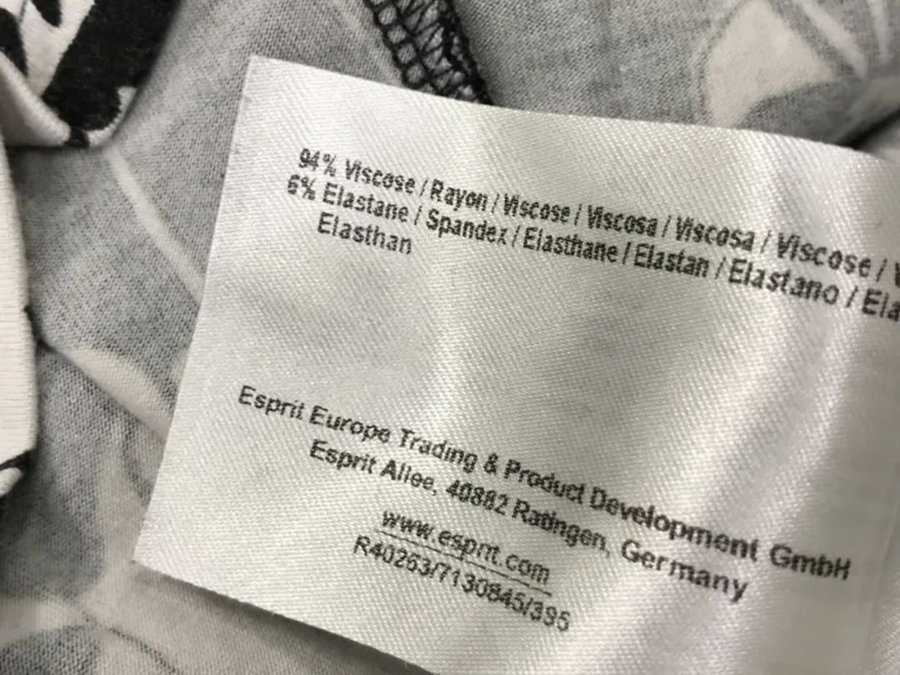 94% Viscose / Rayon / Viscose / Viscosa / Viscosa / Viscose /
6% Elastane / Spandex / Elasthane / Elastan / Elastano /
Elasthan
Esprit Europe Trading & Product Development GmbH
Esprit Allee, 40882 Ratingen, Germany
www.esprit.com
R40263/7130845/395